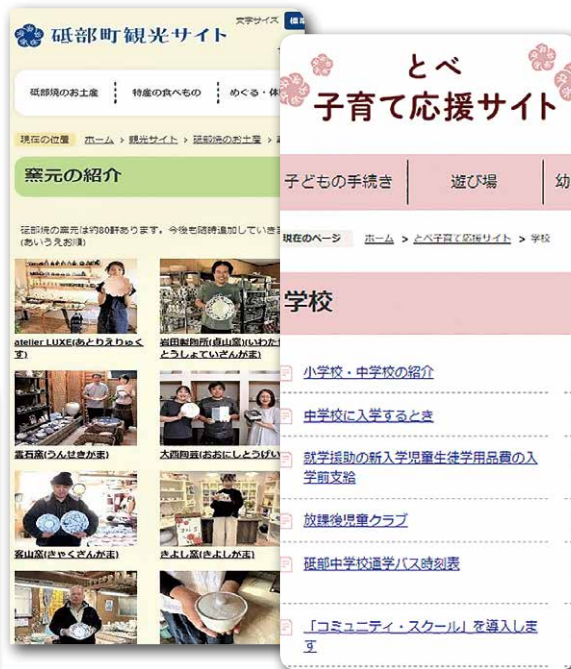 文字サイズ
砥部町観光サイト
砥部焼のお土産
特産の食べもの
めぐる・体
現在の位置 ホーム > 観光サイト > 砥部焼のお土産 >
窯元の紹介
砥部焼の窯元は約80軒あります。今後も随時追加していきま
(あいうえお順)
atelier LUXE(あとりえりゅく
す)
岩田製陶所(貞山窯)(いわた
とうしょていざんがま)
雲石窯(うんせきがま)
大西陶芸(おおにしとうげい
客山窯(きゃくざんがま)
きよし窯(きよしがま)
とべ
子育て応援サイト
子どもの手続き
遊び場
幼
現在のページ ホーム > とべ子育て応援サイト > 学校
学校
小学校・中学校の紹介
中学校に入学するとき
就学援助の新入学児童生徒学用品費の入
学前支給
放課後児童クラブ
砥部中学校通学バス時刻表
「コミュニティ・スクール」を導入しま
す